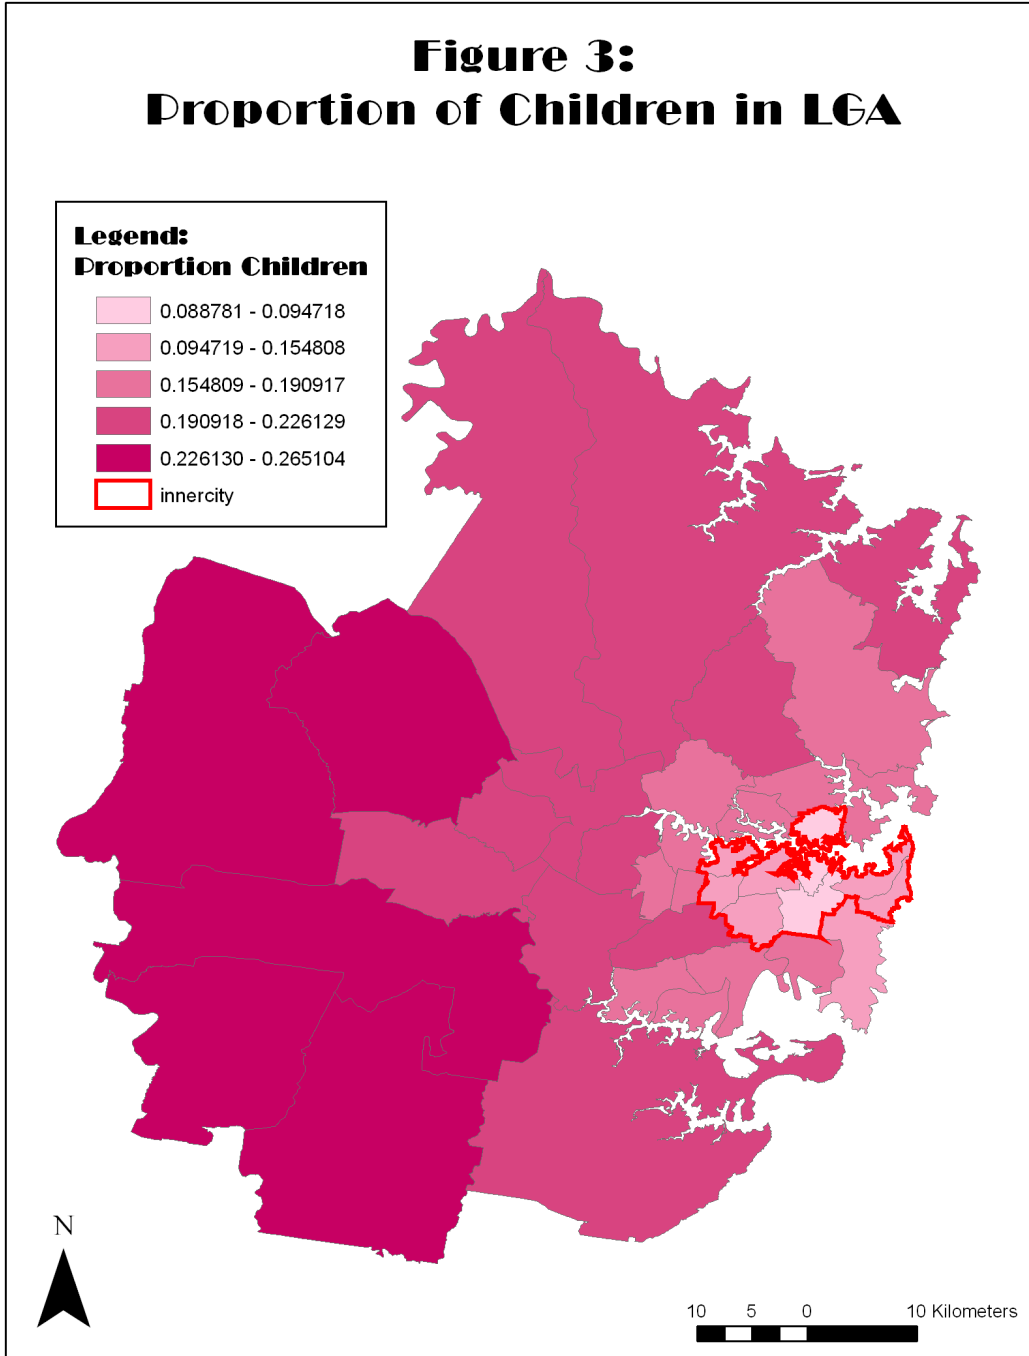 Figure 3:
Proportion of Children in LGA
Legend:
Proportion Children
0.088781 - 0.094718
0.094719 - 0.154808
0.154809 - 0.190917
0.190918 - 0.226129
0.226130 - 0.265104
innercity
N
10 5 0 10 Kilometers